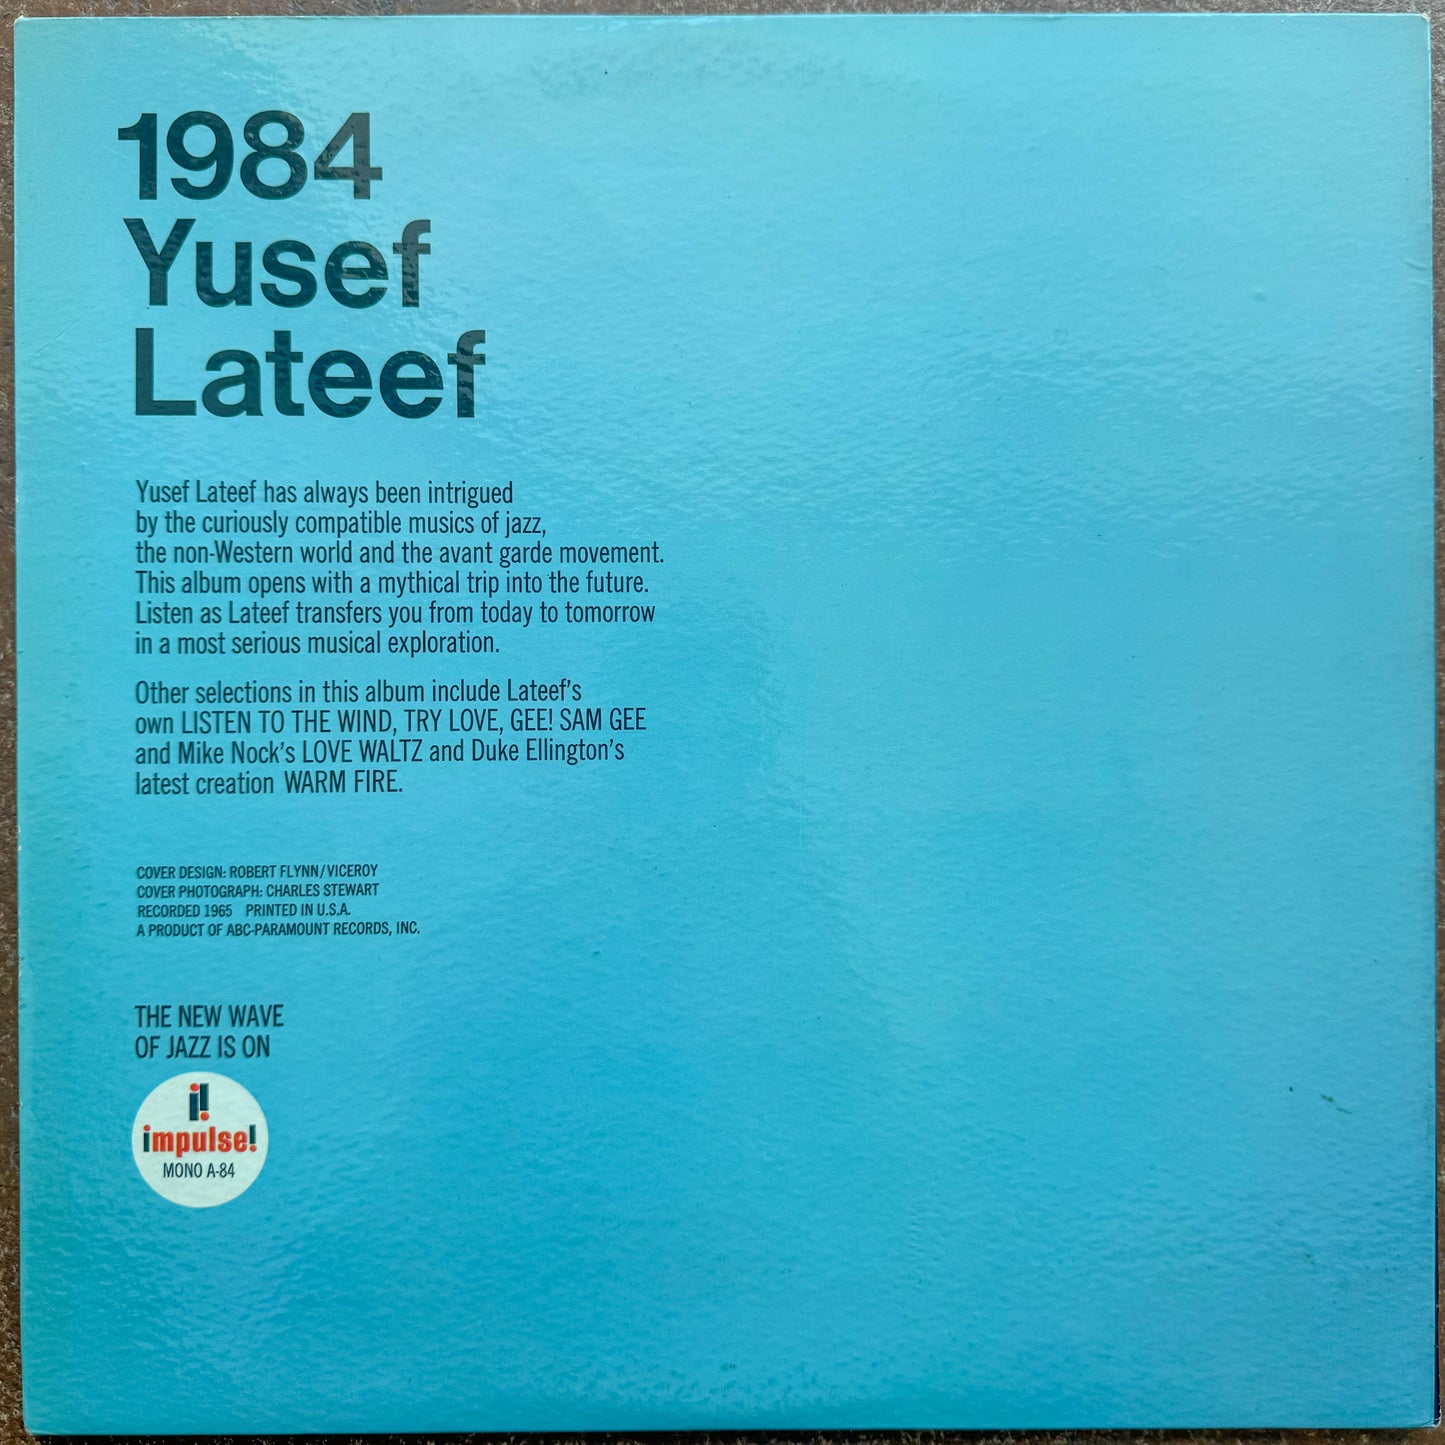 1984
Yusef
Lateef
Yusef Lateef has always been intrigued
by the curiously compatible musics of jazz,
the non-Western world and the avant garde movement.
This album opens with a mythical trip into the future.
Listen as Lateef transfers you from today to tomorrow
in a most serious musical exploration.
Other selections in this album include Lateef's
own LISTEN TO THE WIND, TRY LOVE, GEE! SAM GEE
and Mike Nock's LOVE WALTZ and Duke Ellington's
latest creation WARM FIRE.
COVER DESIGN: ROBERT FLYNN/VICEROY
COVER PHOTOGRAPH: CHARLES STEWART
RECORDED 1965 PRINTED IN U.S.A.
A PRODUCT OF ABC-PARAMOUNT RECORDS, INC.
THE NEW WAVE
OF JAZZ IS ON
i!
impulse!
MONO A-84